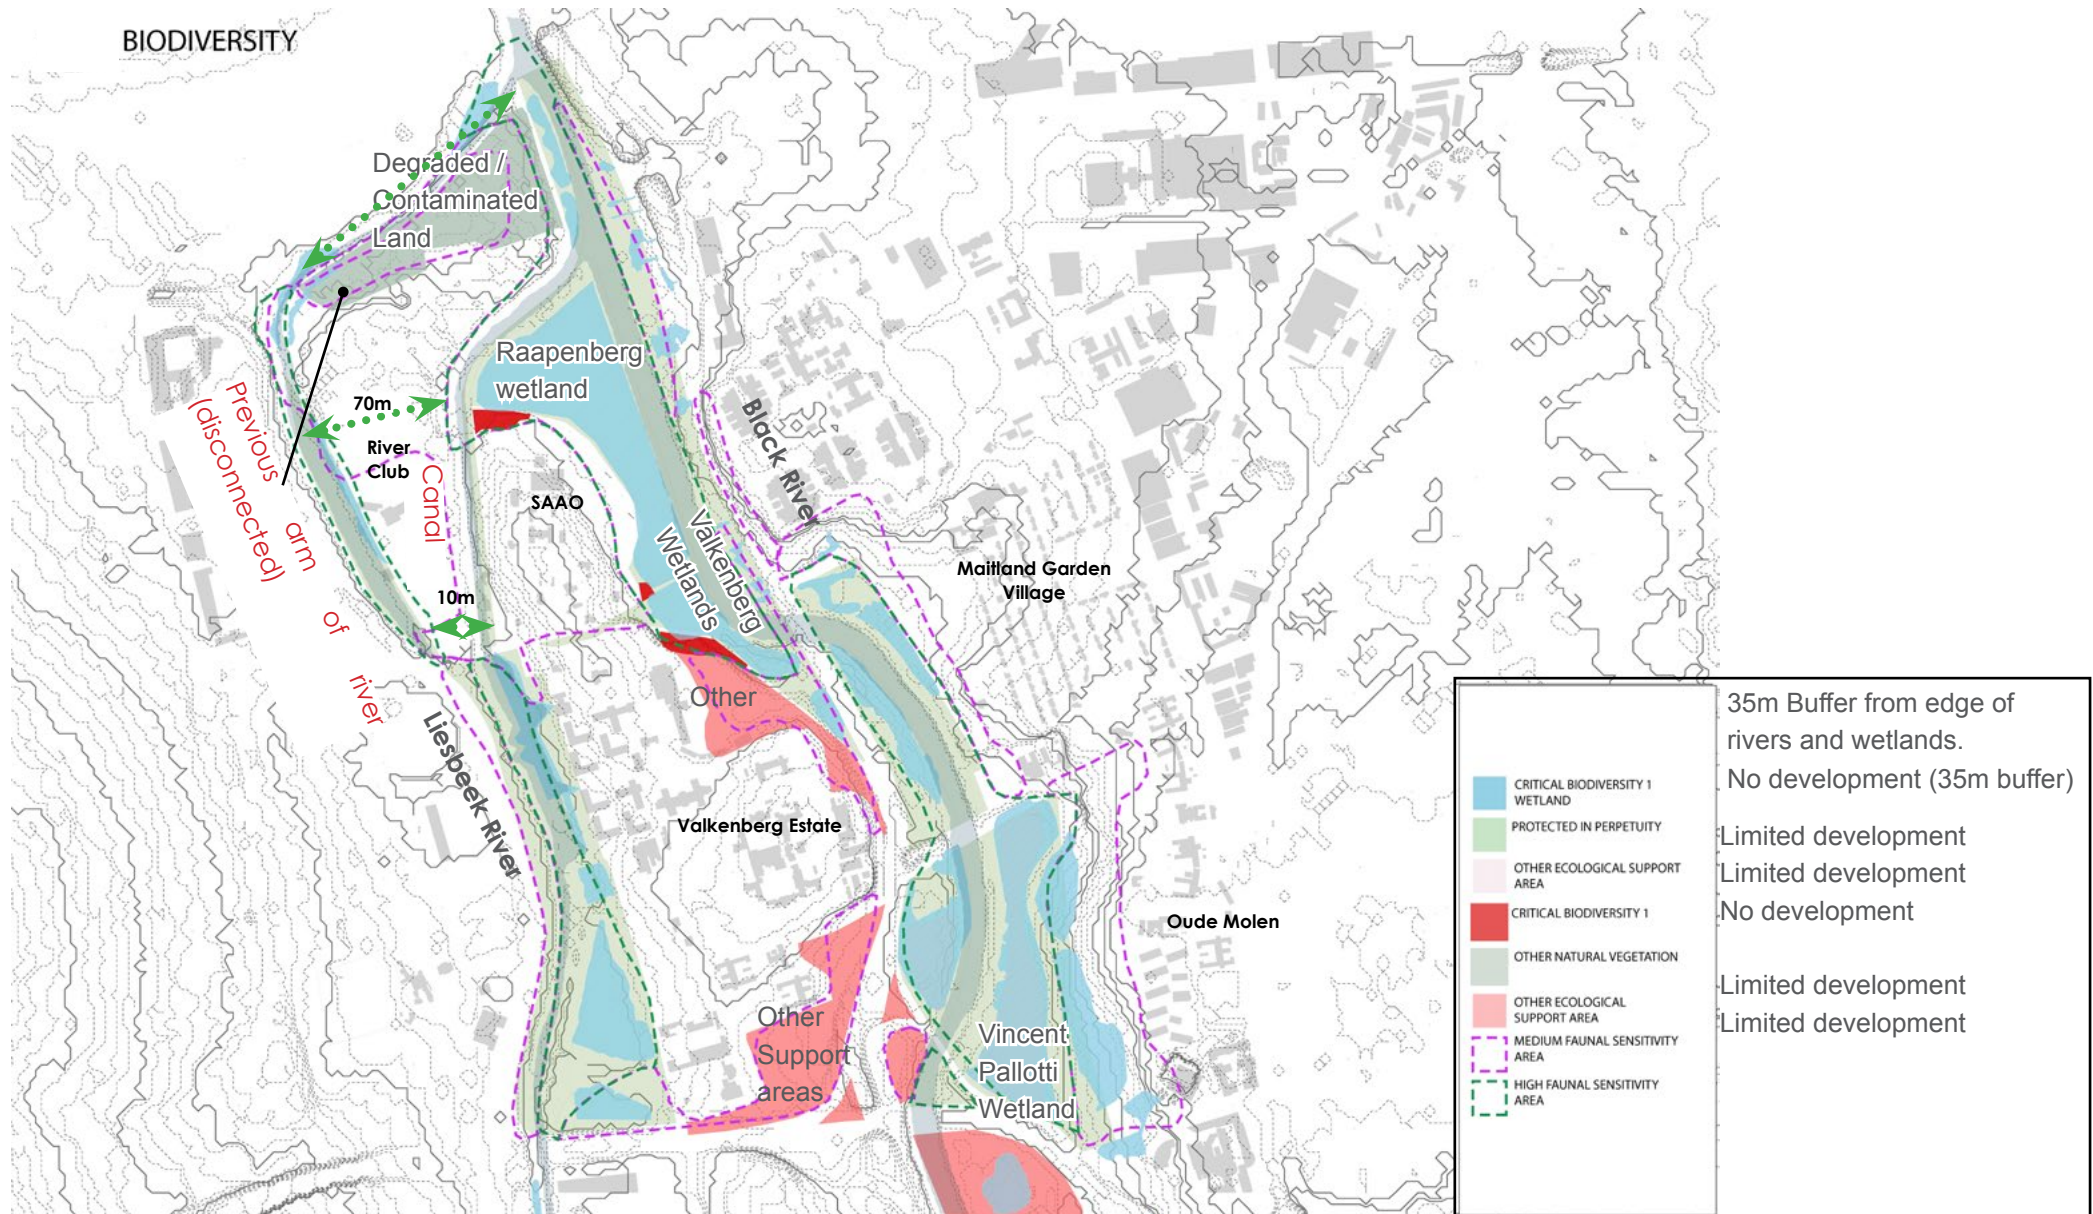 BIODIVERSITY
Degraded /
Contaminated
Land
Raapenberg
wetland
70m
River
Club
Canal
Previous arm of river
(disconnected)
SAAO
Black River
Valkenberg
Wetlands
Maitland Garden
Village
10m
Other
Liesbeek River
Valkenberg Estate
Oude Molen
Other
Support
areas
Vincent
Pallotti
Wetland
35m Buffer from edge of
rivers and wetlands.
No development (35m buffer)
CRITICAL BIODIVERSITY 1
WETLAND
PROTECTED IN PERPETUITY
Limited development
OTHER ECOLOGICAL SUPPORT
AREA
Limited development
CRITICAL BIODIVERSITY 1
No development
OTHER NATURAL VEGETATION
Limited development
OTHER ECOLOGICAL
SUPPORT AREA
Limited development
MEDIUM FAUNAL SENSITIVITY
AREA
HIGH FAUNAL SENSITIVITY
AREA